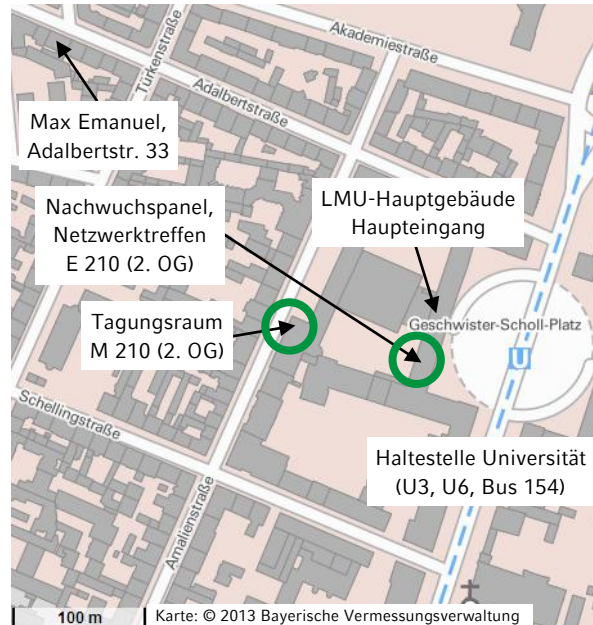 Akademiestraße
Türkenstraße
Adalbertstraße
Max Emanuel,
Adalbertstr. 33
Nachwuchspanel,
Netzwerktreffen
E 210 (2. OG)
LMU-Hauptgebäude
Haupteingang
Tagungsraum
M 210 (2. OG)
Geschwister-Scholl-Platz
U
Schellingstraße
Haltestelle Universität
(U3, U6, Bus 154)
Amalienstraße
100 m
Karte: © 2013 Bayerische Vermessungsverwaltung